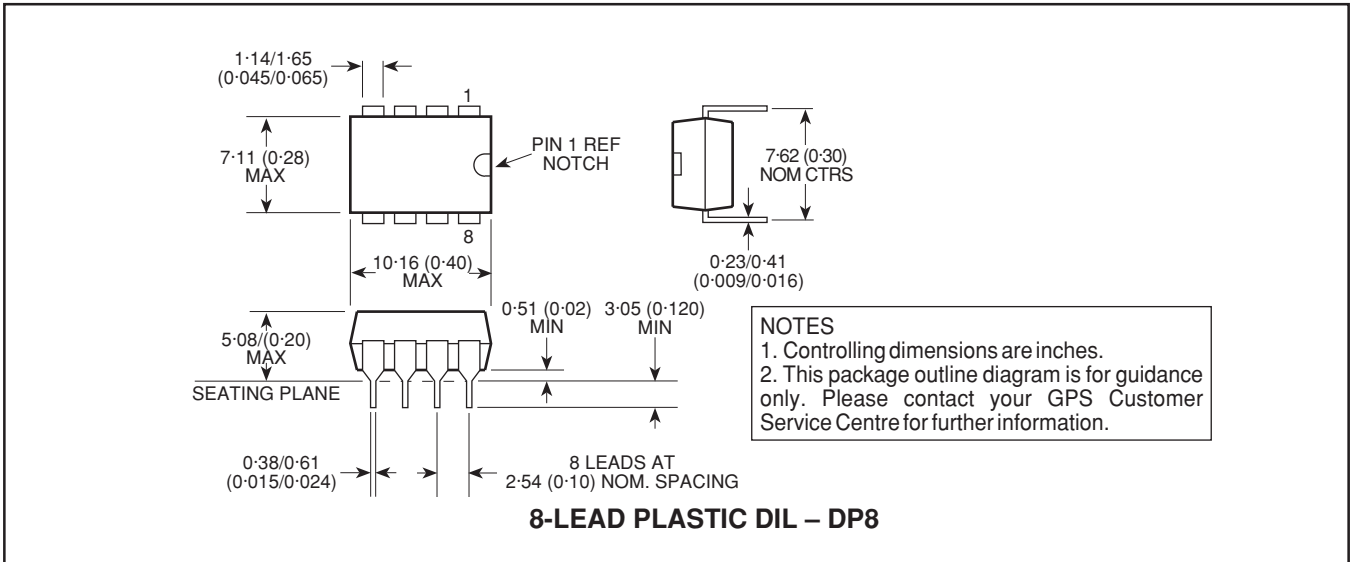 1·14/1·65
(0·045/0·065)
1
7·11 (0·28)
MAX
PIN 1 REF
NOTCH
7·62 (0·30)
NOM CTRS
8
10·16 (0·40)
MAX
0·23/0·41
(0·009/0·016)
0·51 (0·02)
MIN
3·05 (0·120)
MIN
5·08/(0·20)
MAX
SEATING PLANE
NOTES
1. Controlling dimensions are inches.
2. This package outline diagram is for guidance
only. Please contact your GPS Customer
Service Centre for further information.
0·38/0·61
(0·015/0·024)
8 LEADS AT
2·54 (0·10) NOM. SPACING
8-LEAD PLASTIC DIL – DP8